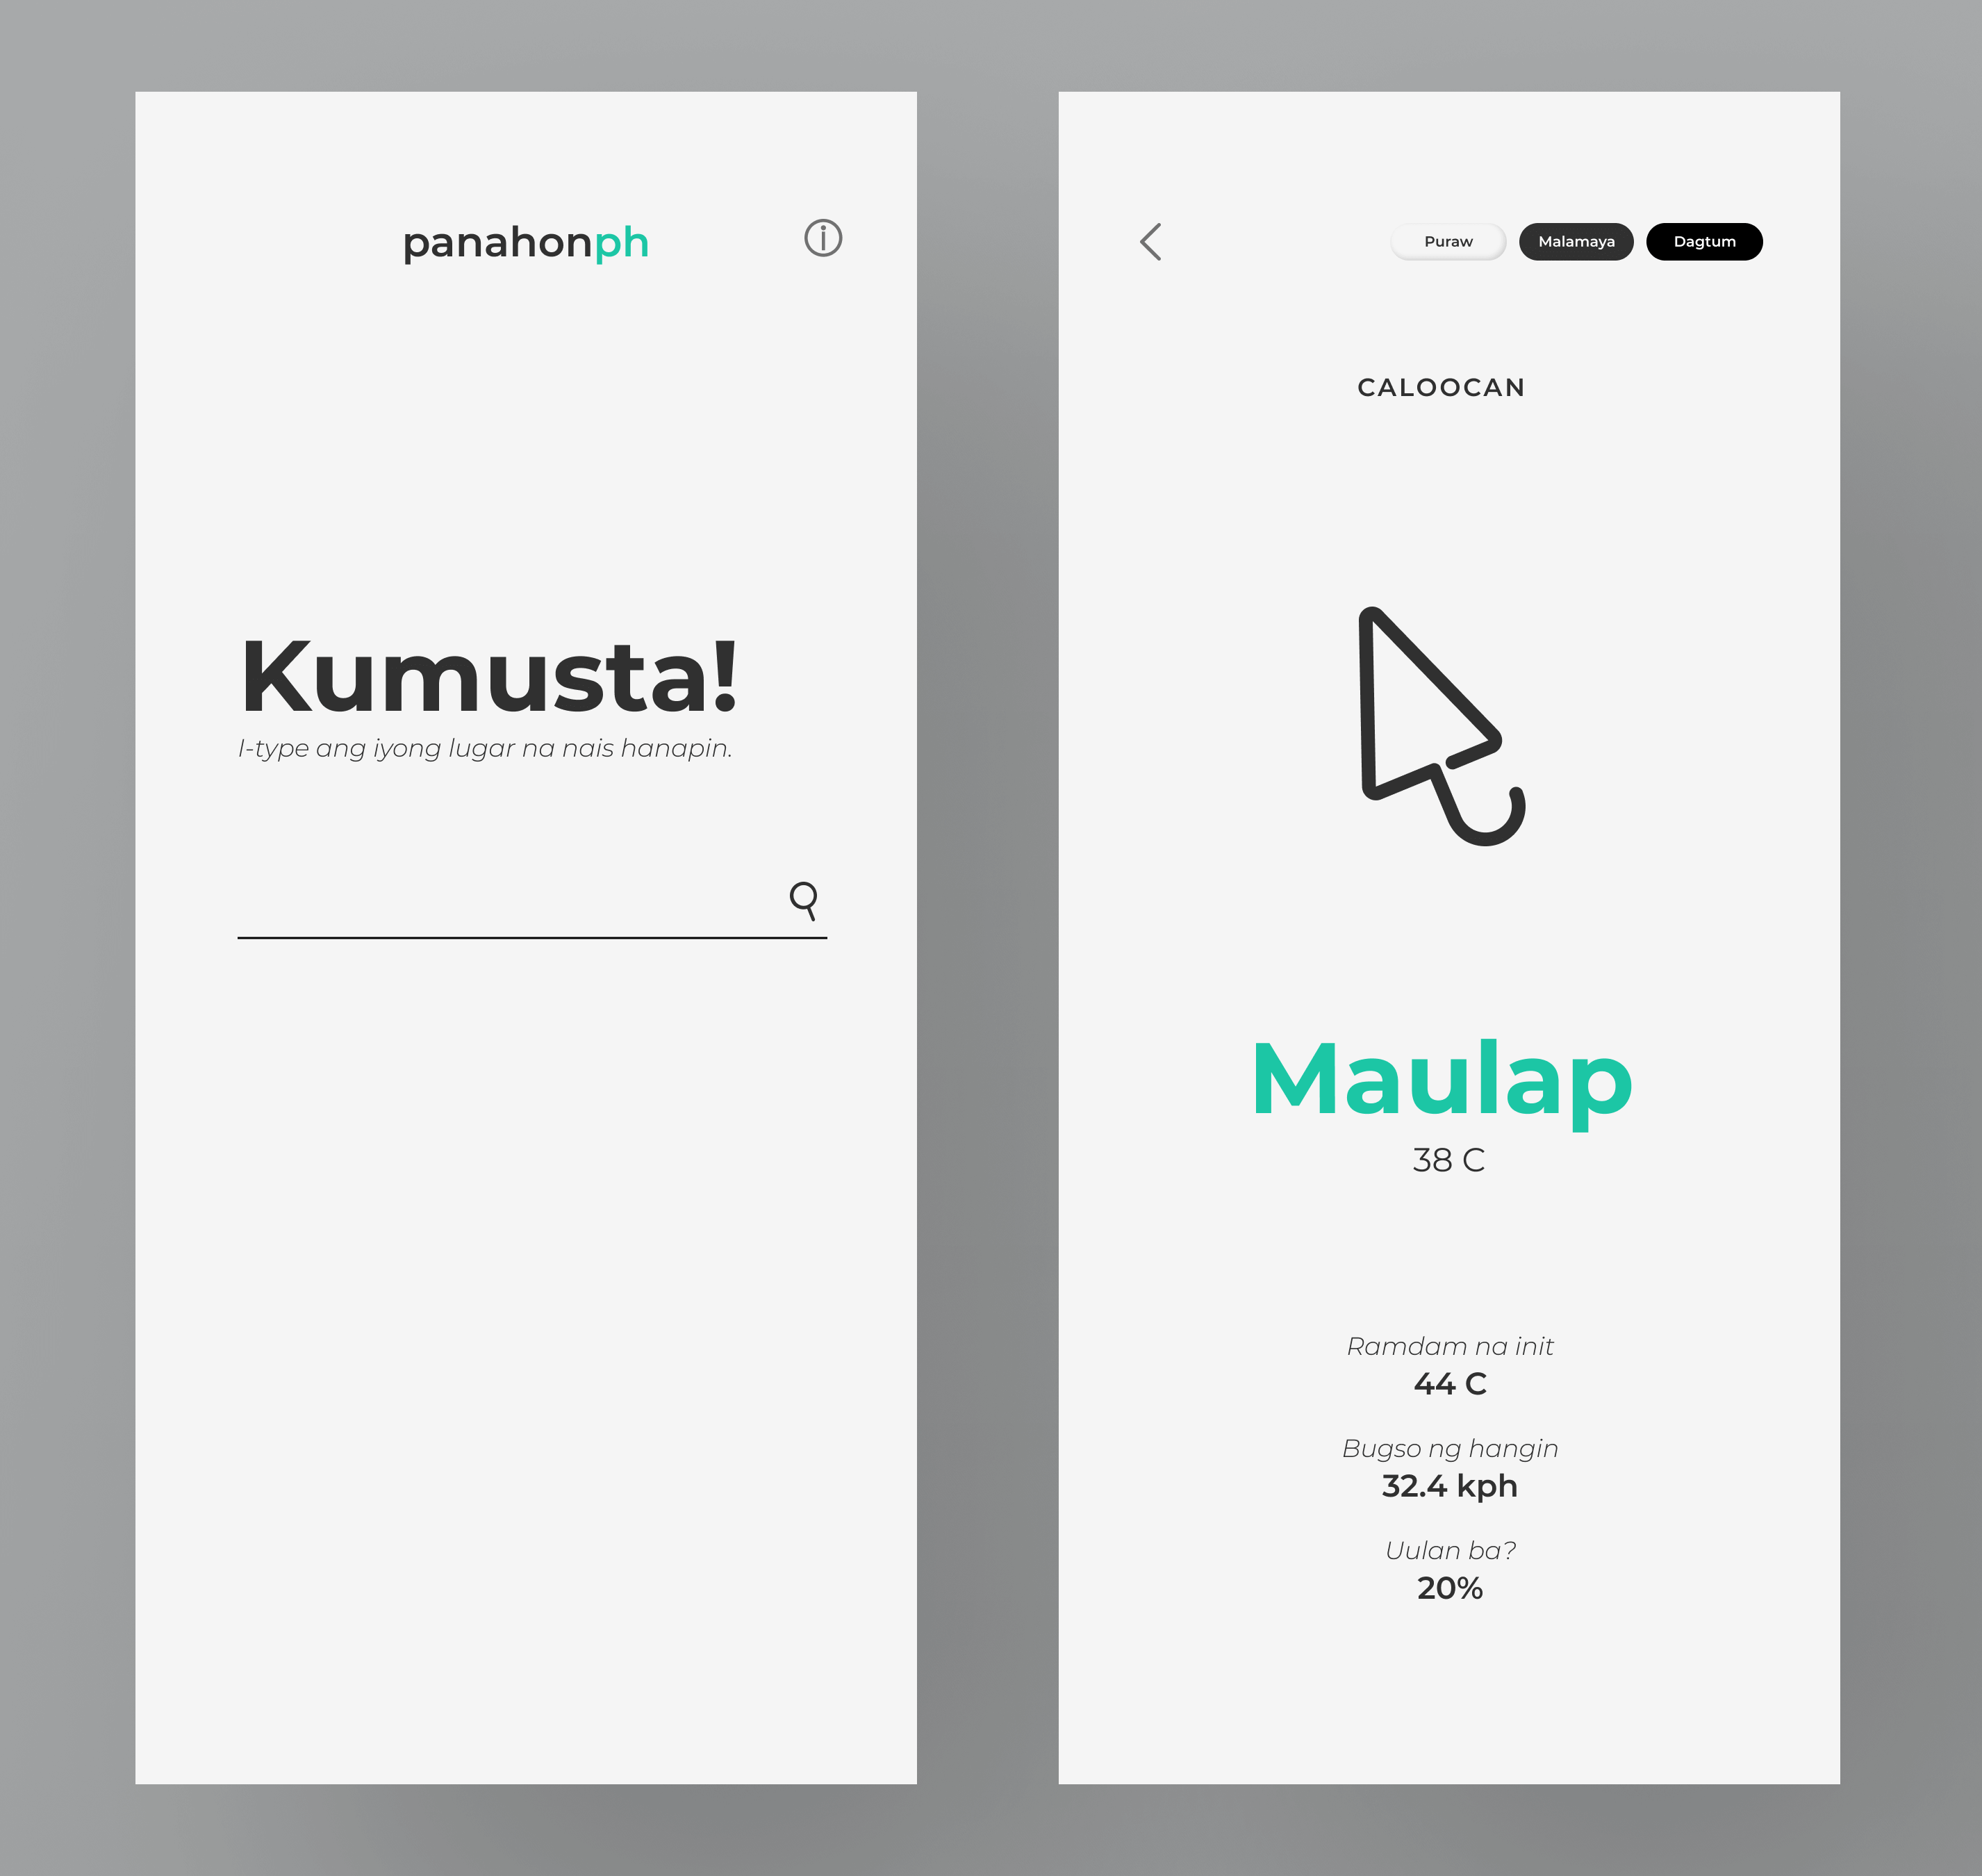 panahonph
Kumusta!
I-type ang iyong lugar na nais hanapin.
Puraw
Malamaya
Dagtum
CALOOCAN
Maulap
38 C
Ramdam na init
44 C
Bugso ng hangin
32.4 kph
Uulan ba?
20%